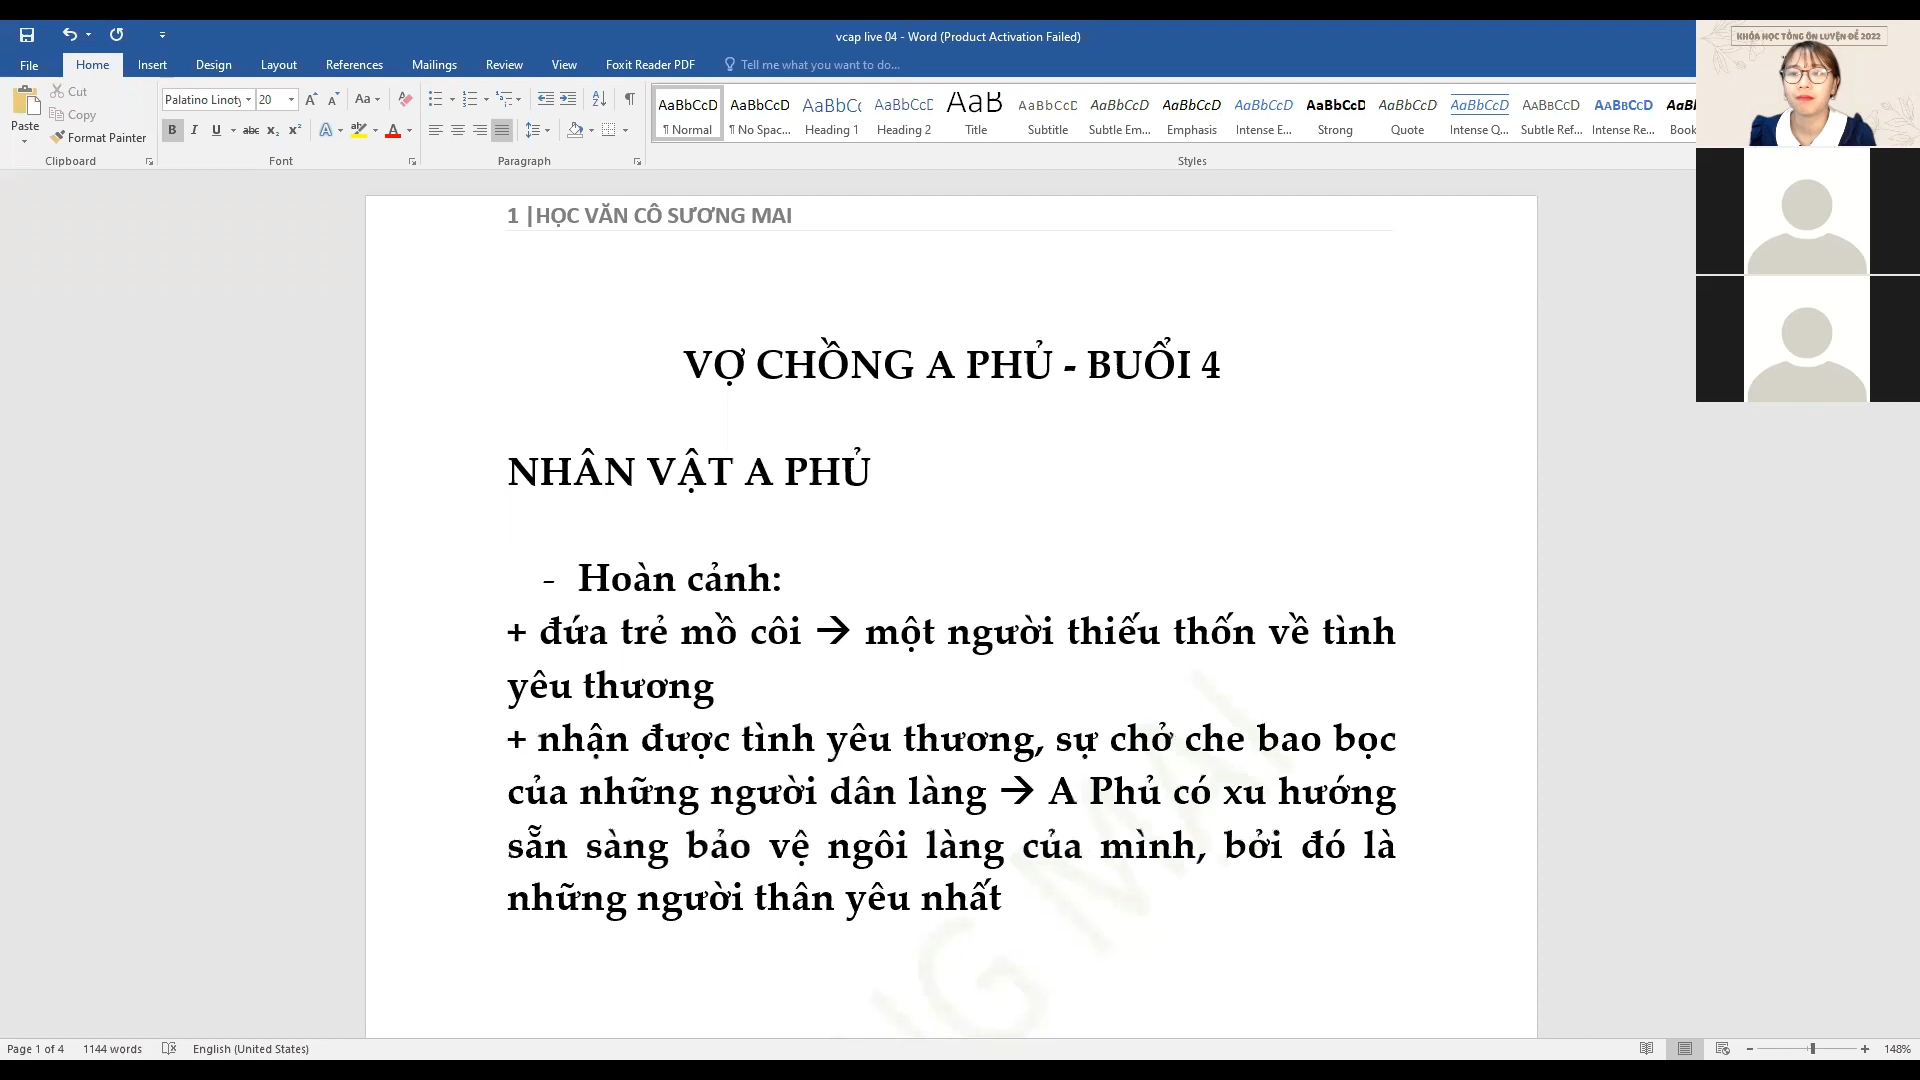 vcap live 04 - Word (Product Activation Failed)
File Home Insert Design Layout References Mailings Review View Foxit Reader PDF Tell me what you want to do...
KHÓA HỌC TỔNG ÔN LUYỆN ĐỀ 2022
Paste
Cut
Copy
Format Painter
Clipboard
Palatino Linoty 20
Font
Paragraph
AaBbCcD AaBbCcD AaBbCc AaBbCcD AaB AaBbCcD AaBbCcD AaBbCcD AaBbCcD AaBbCcD AaBbCcD AaBbCcD AaBbCcD AaBbCcD AaBb
¶ Normal ¶ No Spac... Heading 1 Heading 2 Title Subtitle Subtle Em... Emphasis Intense E... Strong Quote Intense Q... Subtle Ref... Intense Re... Book
Styles
1 |HỌC VĂN CÔ SƯƠNG MAI
VỢ CHỒNG A PHỦ - BUỔI 4
NHÂN VẬT A PHỦ
- Hoàn cảnh:
+ đứa trẻ mồ côi → một người thiếu thốn về tình
yêu thương
+ nhận được tình yêu thương, sự chở che bao bọc
của những người dân làng → A Phủ có xu hướng
sẵn sàng bảo vệ ngôi làng của mình, bởi đó là
những người thân yêu nhất
Page 1 of 4 1144 words English (United States) 148%